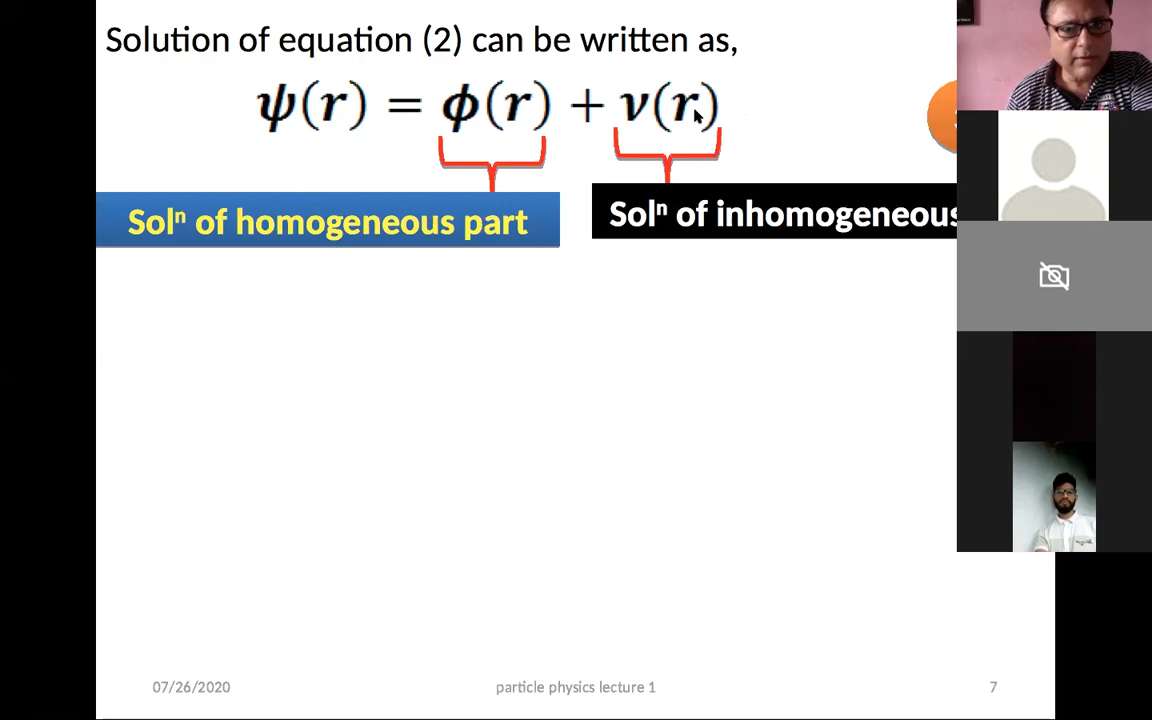 Solution of equation (2) can be written as,
ψ(r) = ϕ(r) + ν(r)
Solⁿ of homogeneous part
Solⁿ of inhomogeneous
07/26/2020
particle physics lecture 1
7